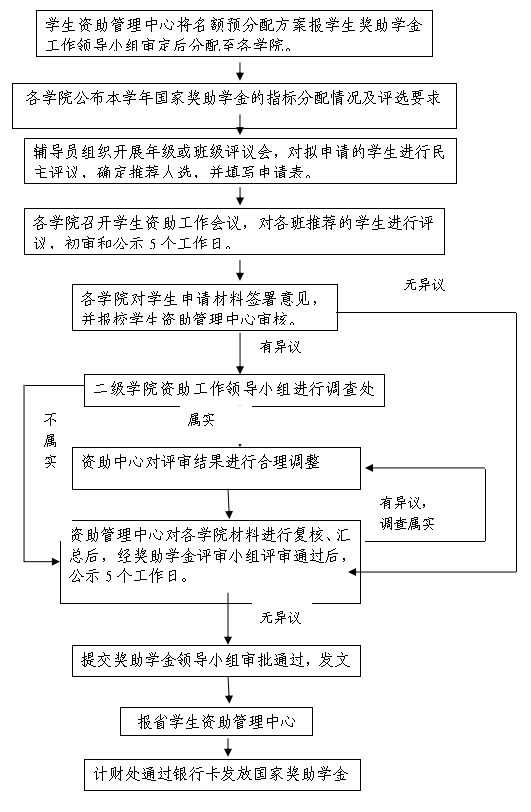 学生资助管理中心将名额预分配方案报学生奖助学金
工作领导小组审定后分配至各学院。
各学院公布本学年国家奖助学金的指标分配情况及评选要求
辅导员组织开展年级或班级评议会，对拟申请的学生进行民
主评议，确定推荐人选，并填写申请表。
各学院召开学生资助工作会议，对各班推荐的学生进行评
议，初审和公示 5 个工作日。
无异议
各学院对学生申请材料签署意见，
并报校学生资助管理中心审核。
有异议
二级学院资助工作领导小组进行调查处
不
属
实
属实
资助中心对评审结果进行合理调整
有异议，
调查属实
资助管理中心对各学院材料进行复核、汇
总后，经奖助学金评审小组评审通过后，
公示 5 个工作日。
无异议
提交奖助学金领导小组审批通过，发文
报省学生资助管理中心
计财处通过银行卡发放国家奖助学金